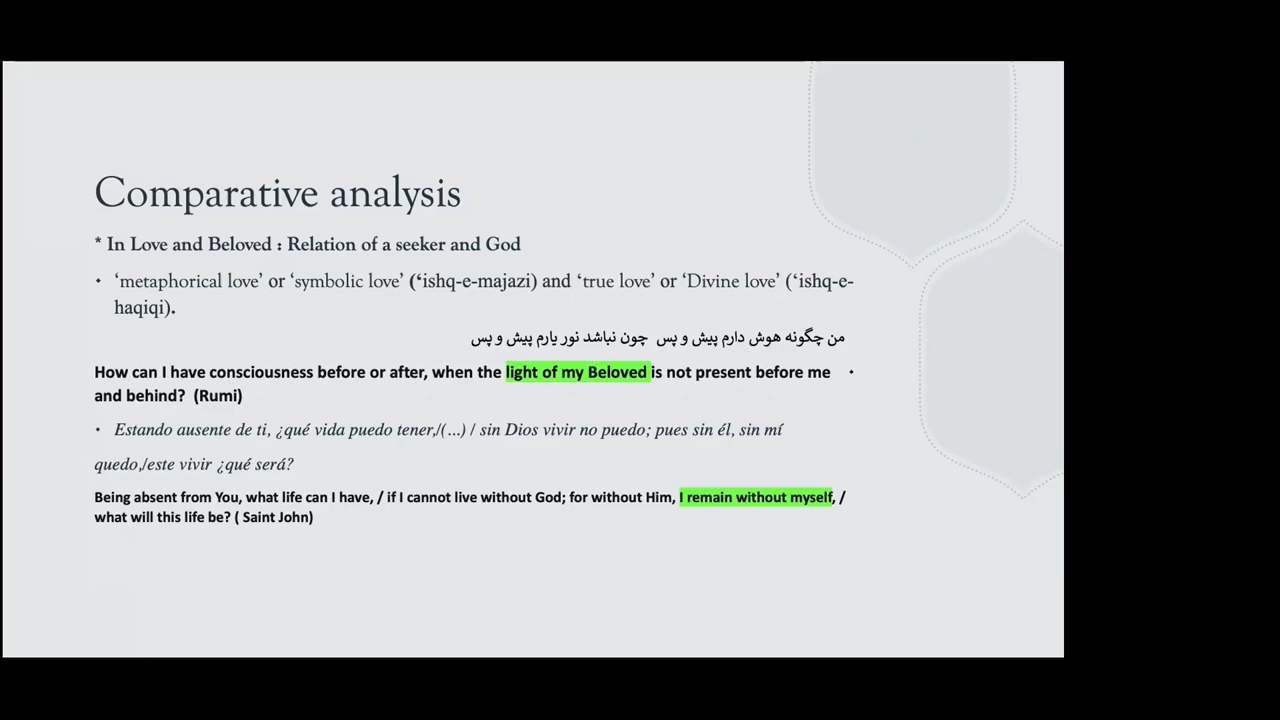 Comparative analysis
* In Love and Beloved : Relation of a seeker and God
• ‘metaphorical love’ or ‘symbolic love’ (‘ishq-e-majazi) and ‘true love’ or ‘Divine love’ (‘ishq-e-
haqiqi).
من چگونه هوش دارم پیش و پس چون نباشد نور یارم پیش و پس
How can I have consciousness before or after, when the light of my Beloved is not present before me •
and behind? (Rumi)
• Estando ausente de ti, ¿qué vida puedo tener,/(...) / sin Dios vivir no puedo; pues sin él, sin mí
quedo,/este vivir ¿qué será?
Being absent from You, what life can I have, / if I cannot live without God; for without Him, I remain without myself, /
what will this life be? ( Saint John)